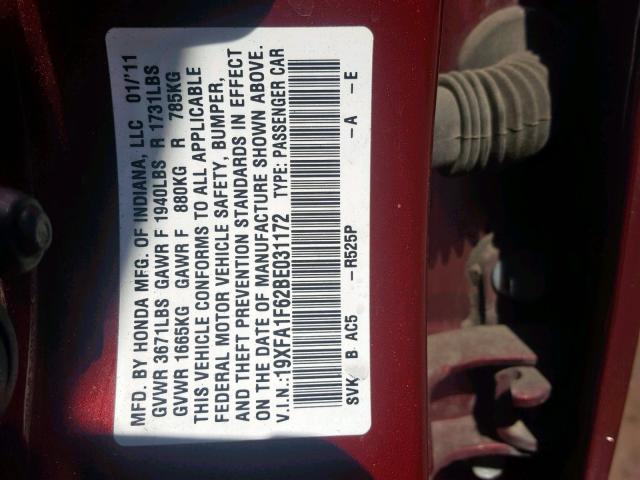 MFD. BY HONDA MFG. OF INDIANA, LLC 01/'11
GVWR 3671LBS GAWR F 1940LBS R 1731LBS
GVWR 1665KG GAWR F 880KG R 785KG
THIS VEHICLE CONFORMS TO ALL APPLICABLE
FEDERAL MOTOR VEHICLE SAFETY, BUMPER,
AND THEFT PREVENTION STANDARDS IN EFFECT
ON THE DATE OF MANUFACTURE SHOWN ABOVE.
V.I.N.:19XFA1F62BE031172 TYPE: PASSENGER CAR
SVK B AC5 -R525P -A -E